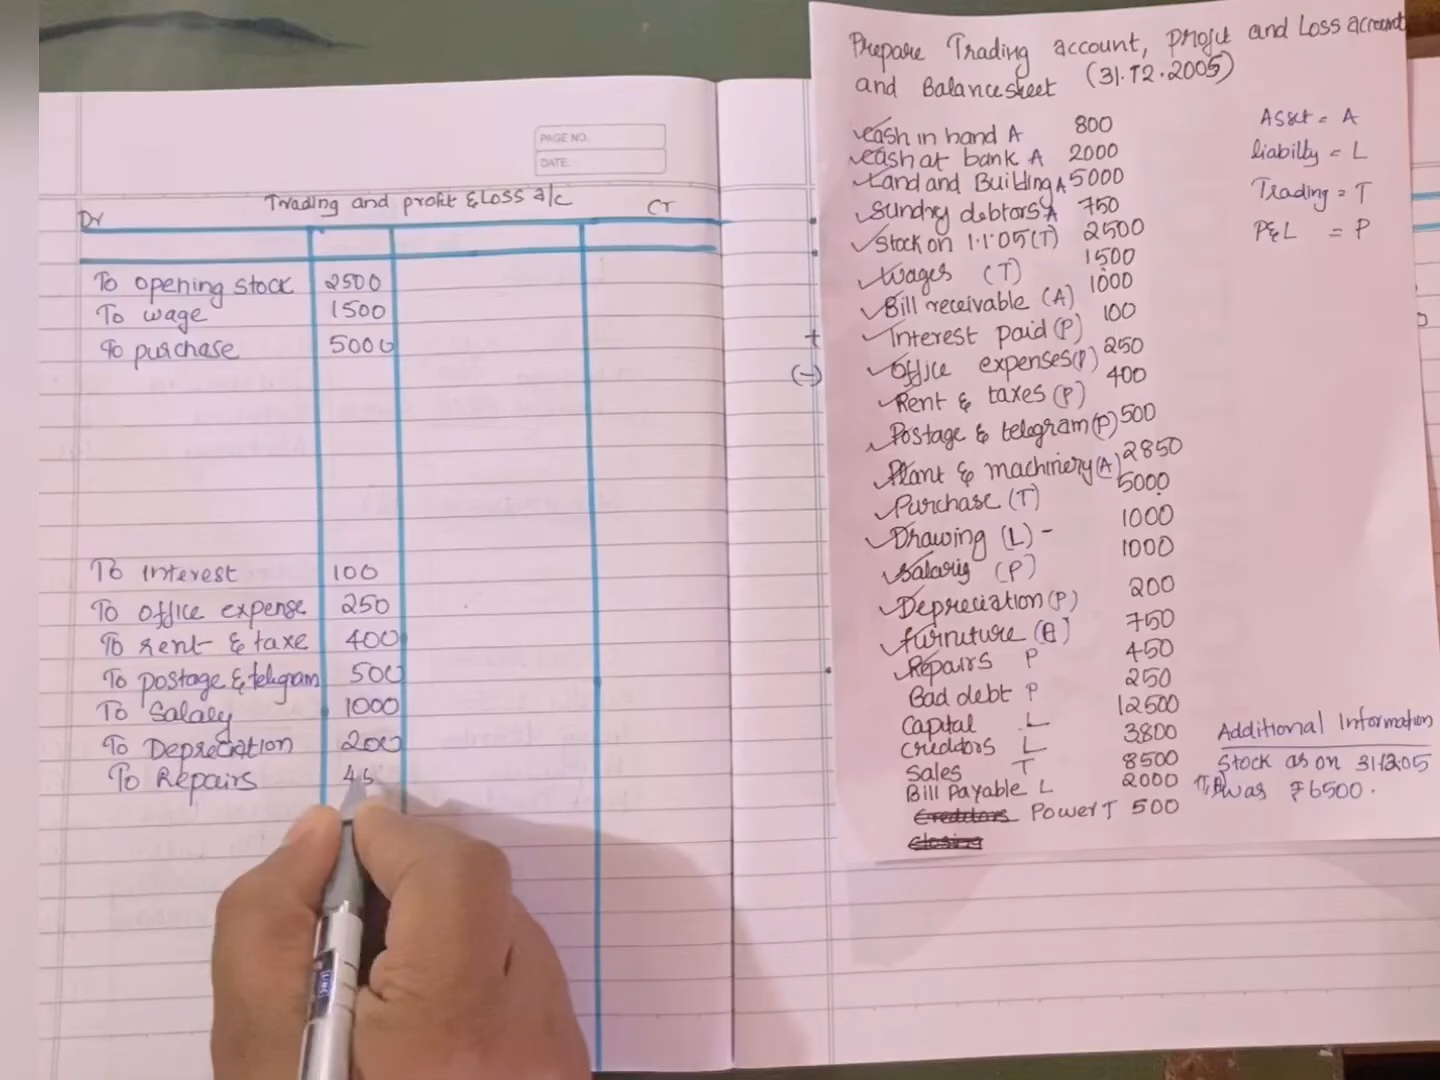 PAGE NO.
DATE:
Trading and profit & LOSS a/c
Dr
Cr
To opening stock 2500
To wage 1500
To purchase 5000
To Interest 100
To office expense 250
To rent & taxe 400
To postage & telegram 500
To Salary 1000
To Depreciation 200
To Repairs 45
+
(-)
Prepare Trading account, profit and Loss account
and Balancesheet (31.12.2005)
Cash in hand A 800
Cash at bank A 2000
Land and Building A 5000
Sundry debtors A 750
Stock on 1.1.05 (T) 2500
Wages (T) 1500
Bill receivable (A) 1000
Interest paid (P) 100
Office expenses (P) 250
Rent & taxes (P) 400
Postage & telegram (P) 500
Plant & machinery (A) 2850
Purchase (T) 5000
Drawing (L) - 1000
Salaris (P) 1000
Depreciation (P) 200
furnuture 750
Repairs P 450
Bad debt P 250
Capital L 12500
Creditors L 3800
Sales T 8500
Bill Payable L 2000
Creditors Power T 500
Closing
Asset = A
liabilty = L
Trading = T
P&L = P
Additional Information
Stock as on 31.12.05
was ₹6500.